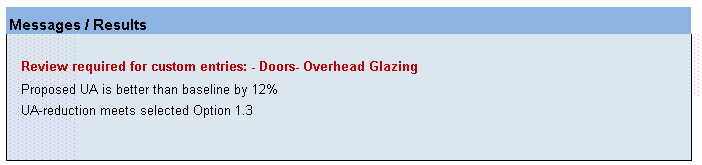 Messages / Results
Review required for custom entries: - Doors- Overhead Glazing
Proposed UA is better than baseline by 12%
UA-reduction meets selected Option 1.3